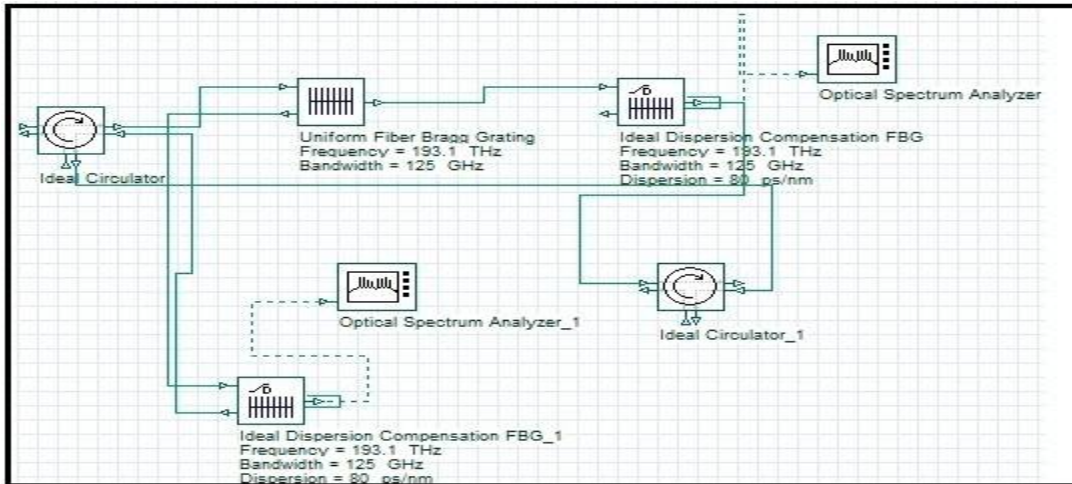 Optical Spectrum Analyzer
Uniform Fiber Bragg Grating
Frequency = 193.1 THz
Bandwidth = 125 GHz
Ideal Dispersion Compensation FBG
Frequency = 193.1 THz
Bandwidth = 125 GHz
Dispersion = 80 ps/nm
Ideal Circulator
Optical Spectrum Analyzer_1
Ideal Circulator_1
Ideal Dispersion Compensation FBG_1
Frequency = 193.1 THz
Bandwidth = 125 GHz
Dispersion = 80 ps/nm